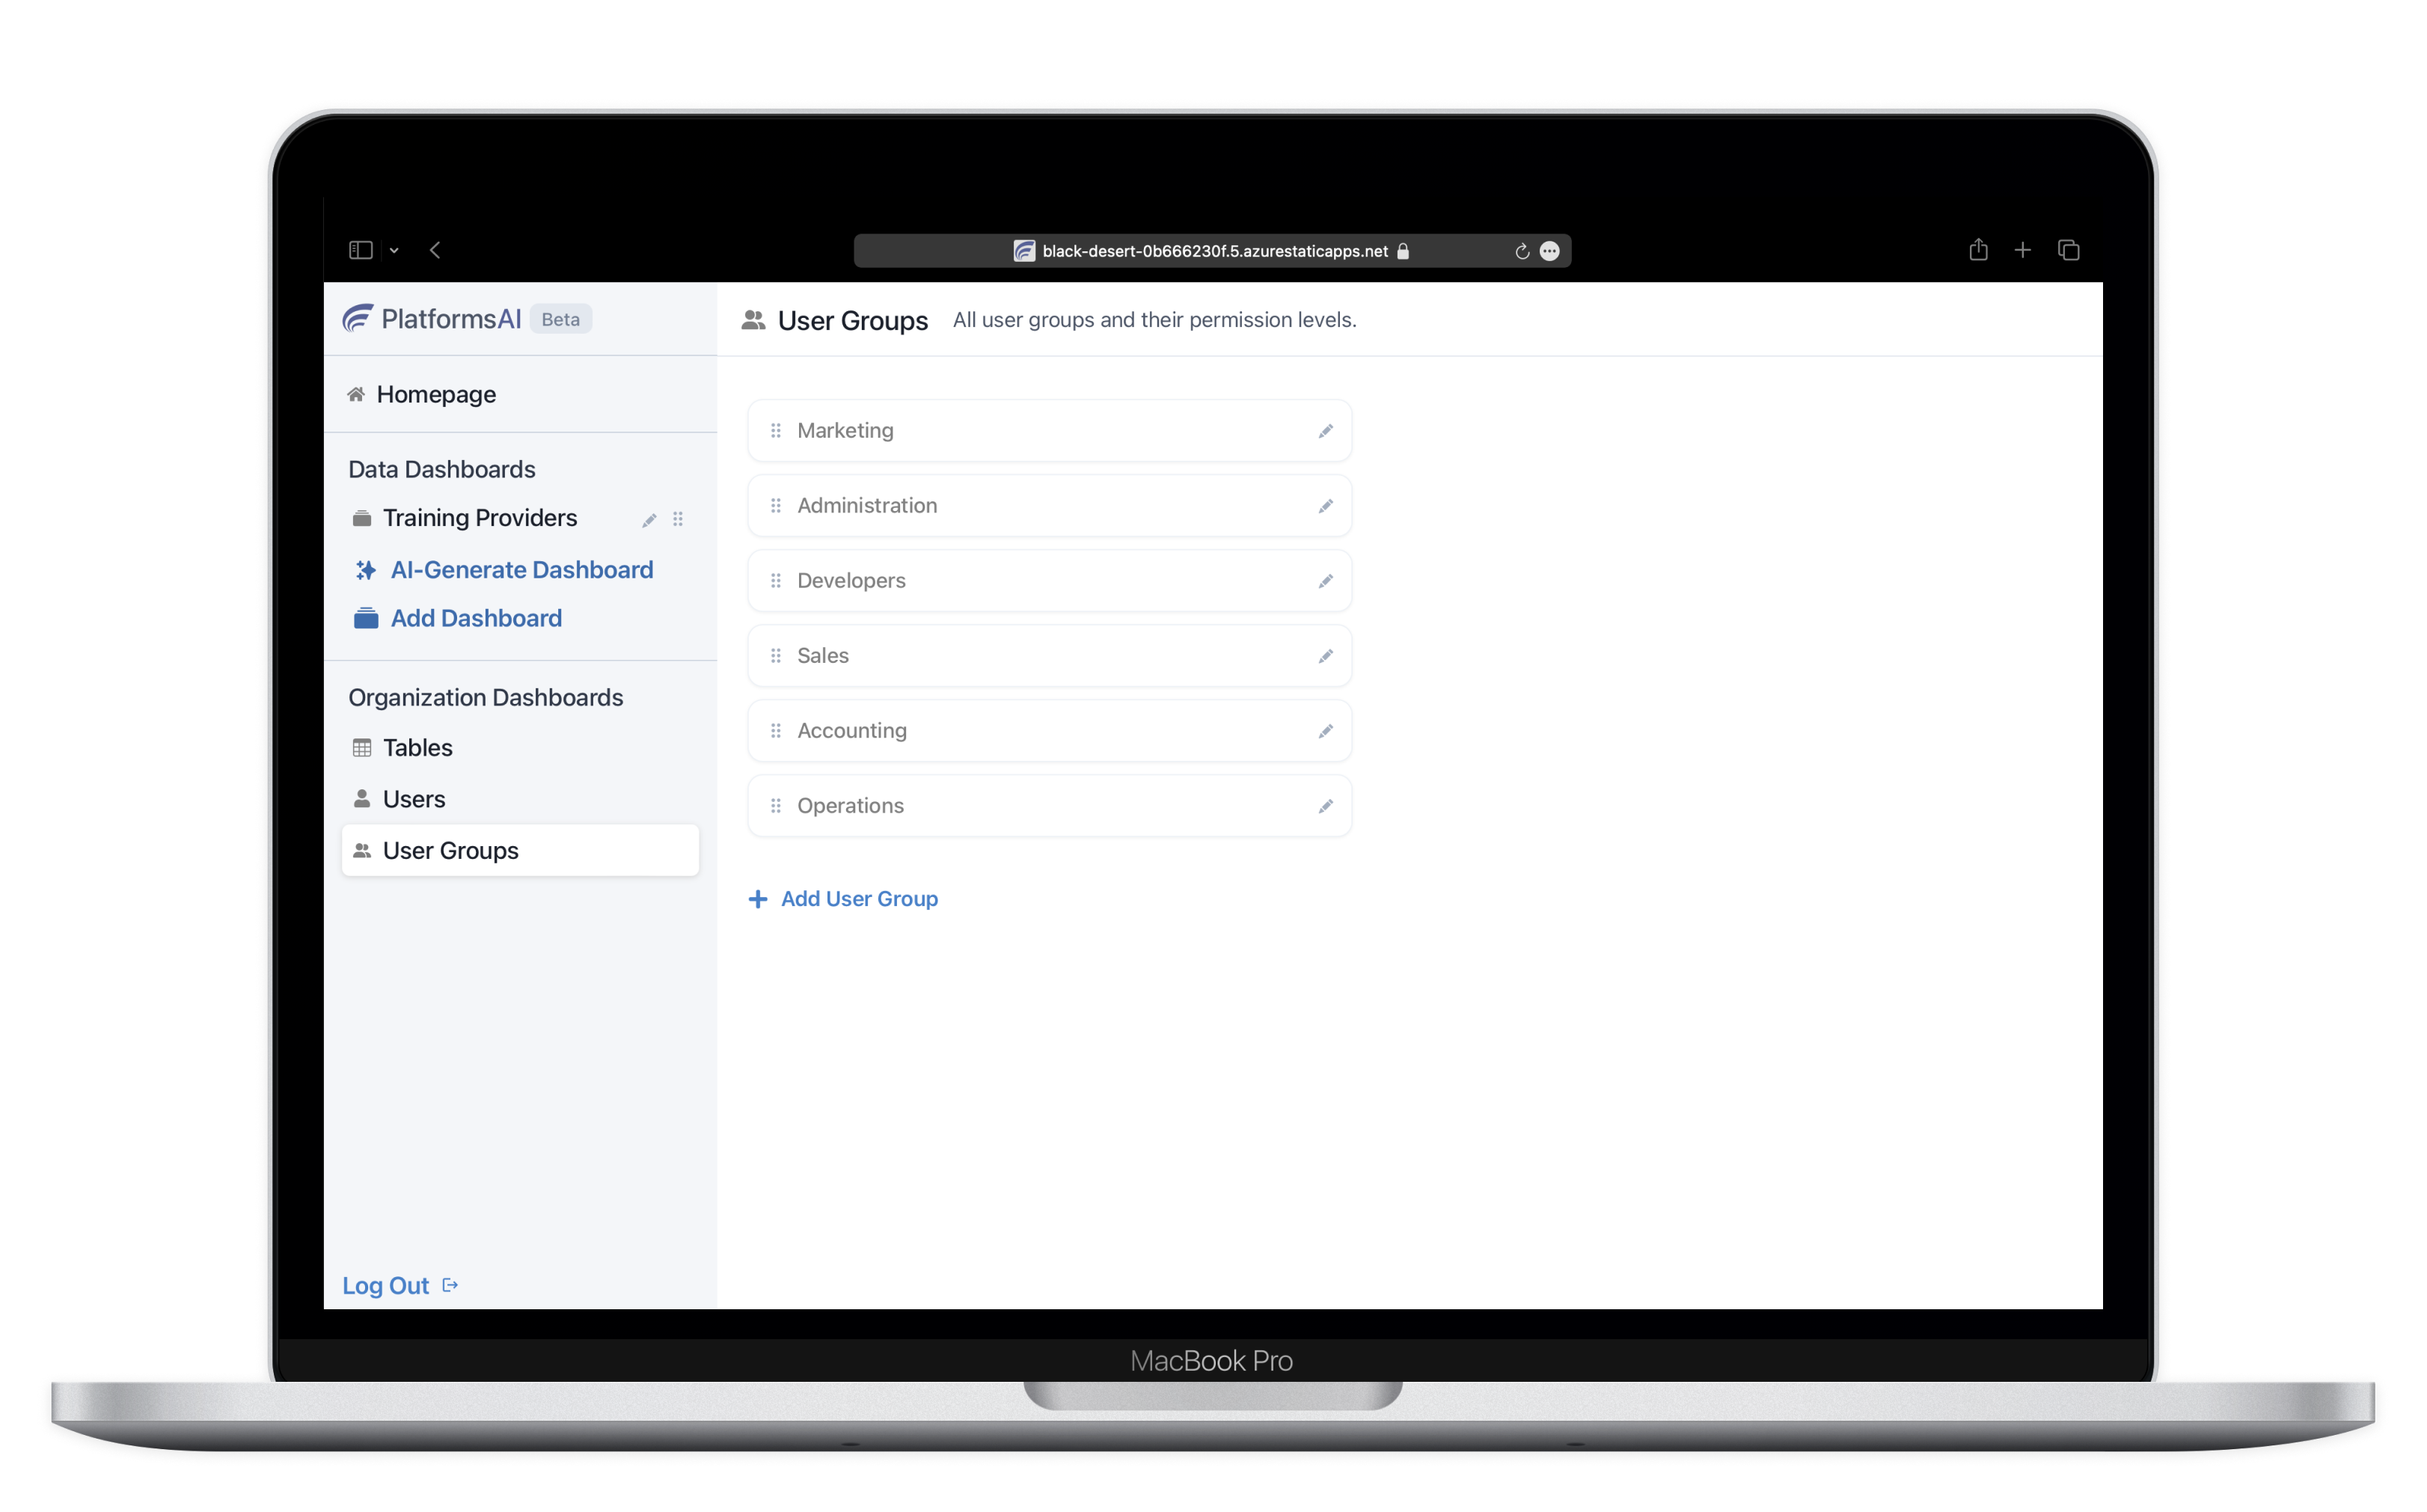 black-desert-0b666230f.5.azurestaticapps.net
PlatformsAI Beta
User Groups All user groups and their permission levels.
Homepage
Data Dashboards
Training Providers
AI-Generate Dashboard
Add Dashboard
Organization Dashboards
Tables
Users
User Groups
Log Out
Marketing
Administration
Developers
Sales
Accounting
Operations
Add User Group
MacBook Pro